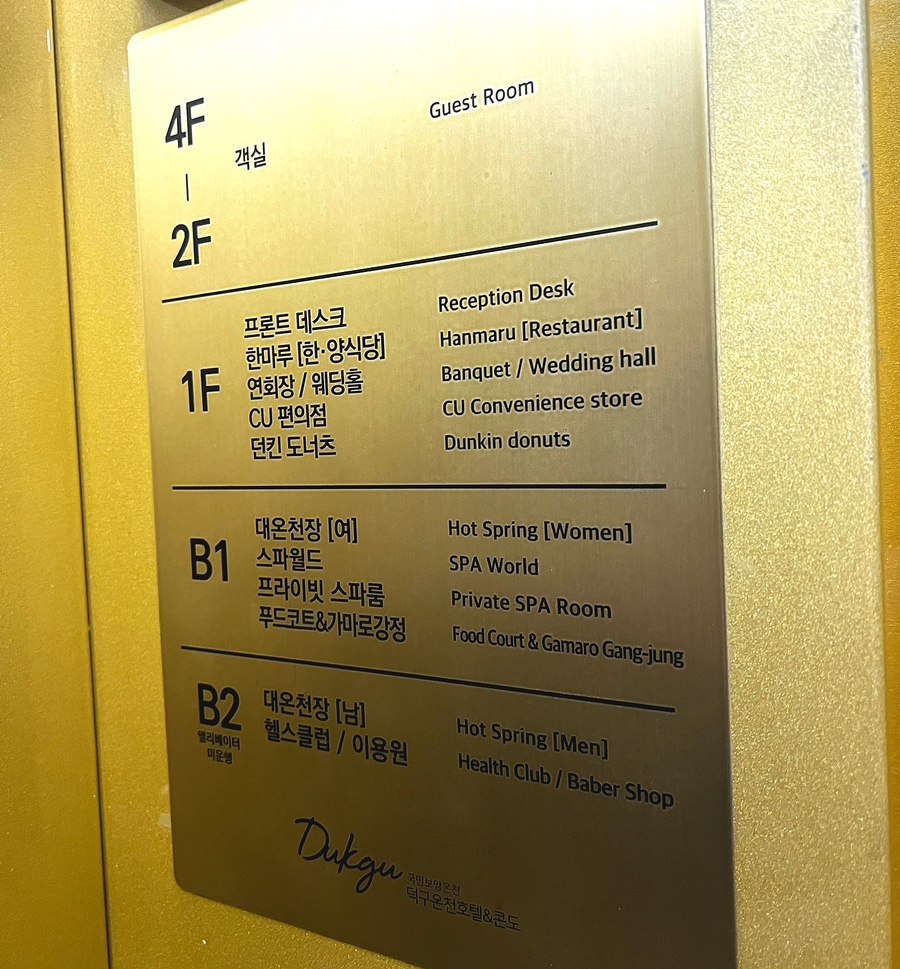 4F
|
2F
객실
Guest Room
1F
프론트 데스크
Reception Desk
한마루 [한·양식당]
Hanmaru [Restaurant]
연회장 / 웨딩홀
Banquet / Wedding hall
CU 편의점
CU Convenience store
던킨 도너츠
Dunkin donuts
B1
대온천장 [여]
Hot Spring [Women]
스파월드
SPA World
프라이빗 스파룸
Private SPA Room
푸드코트&가마로강정
Food Court & Gamaro Gang-jung
B2
엘리베이터
미운행
대온천장 [남]
Hot Spring [Men]
헬스클럽 / 이용원
Health Club / Baber Shop
Dukgu
국민보양온천
덕구온천호텔&콘도